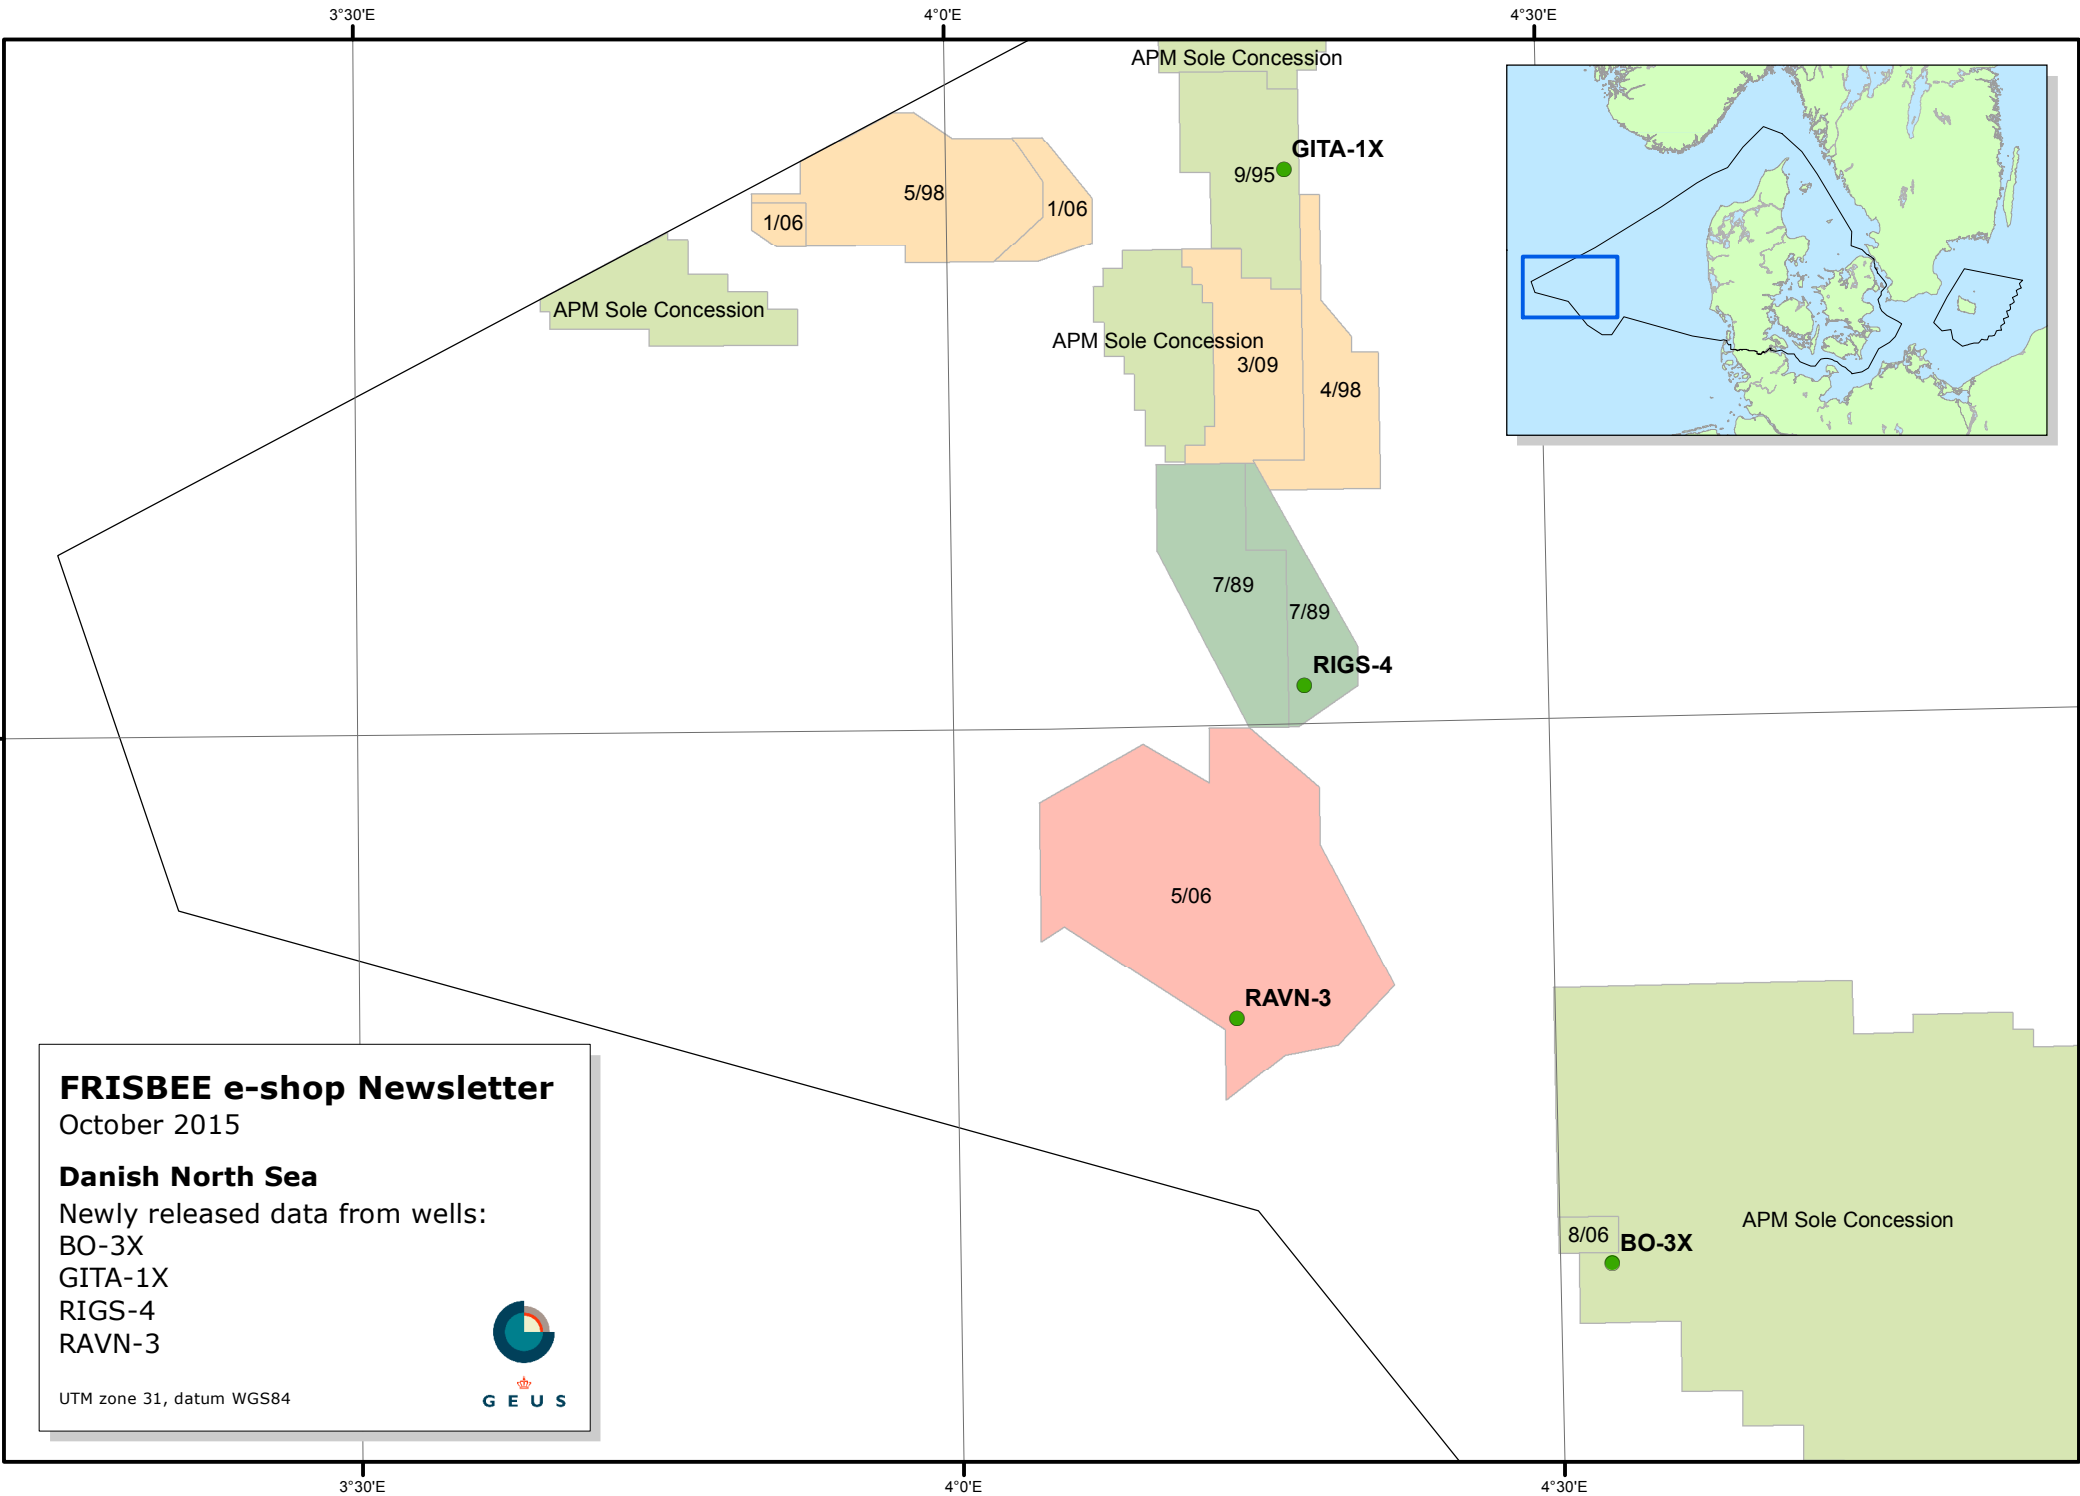 3°30'E
4°0'E
4°30'E
APM Sole Concession
GITA-1X
9/95
5/98
1/06
1/06
APM Sole Concession
APM Sole Concession
3/09
4/98
7/89
7/89
RIGS-4
5/06
RAVN-3
APM Sole Concession
8/06
BO-3X
FRISBEE e-shop Newsletter
October 2015
Danish North Sea
Newly released data from wells:
BO-3X
GITA-1X
RIGS-4
RAVN-3
UTM zone 31, datum WGS84
G E U S
3°30'E
4°0'E
4°30'E